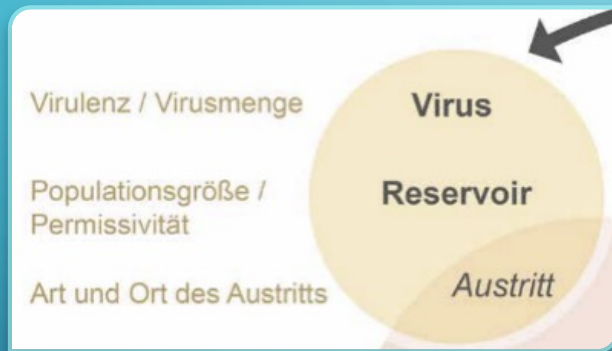 Virulenz / Virusmenge
Virus
Populationsgröße /
Permissivität
Reservoir
Art und Ort des Austritts
Austritt